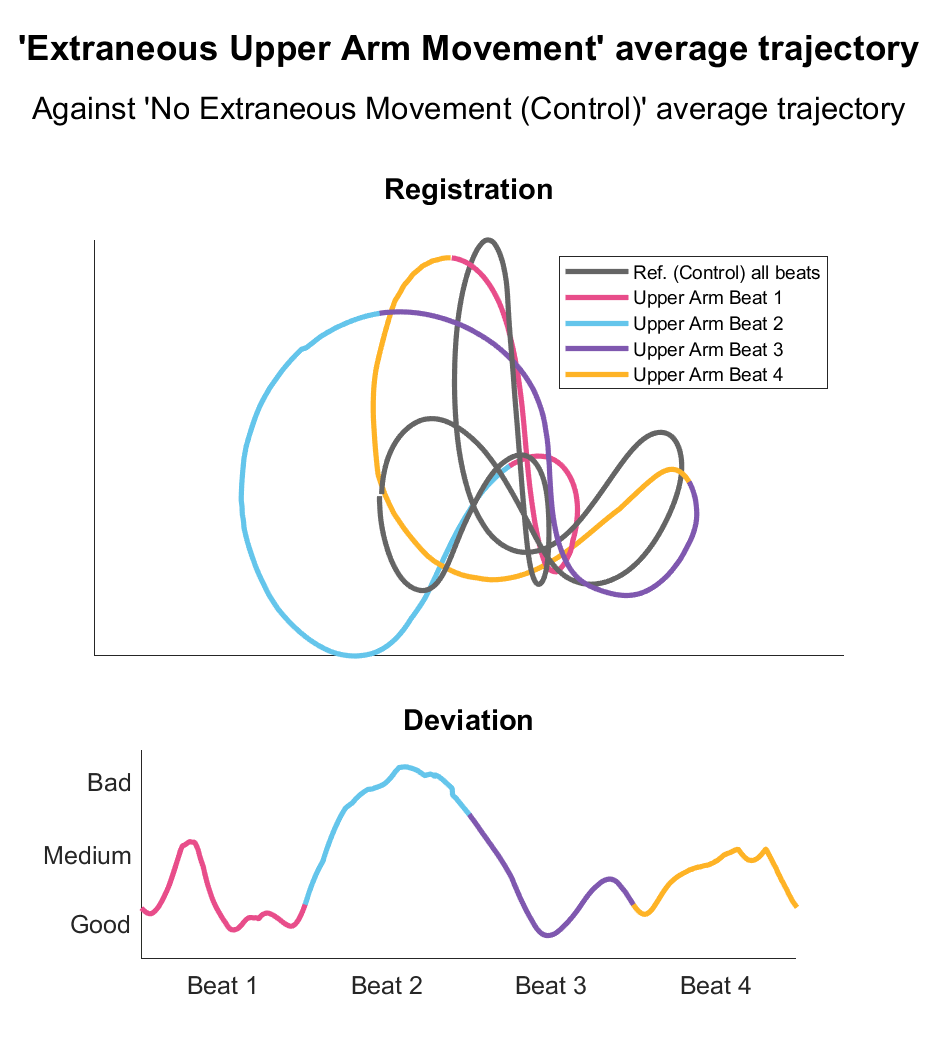 'Extraneous Upper Arm Movement' average trajectory
Against 'No Extraneous Movement (Control)' average trajectory
Registration
Ref. (Control) all beats
Upper Arm Beat 1
Upper Arm Beat 2
Upper Arm Beat 3
Upper Arm Beat 4
Deviation
Bad
Medium
Good
Beat 1 Beat 2 Beat 3 Beat 4